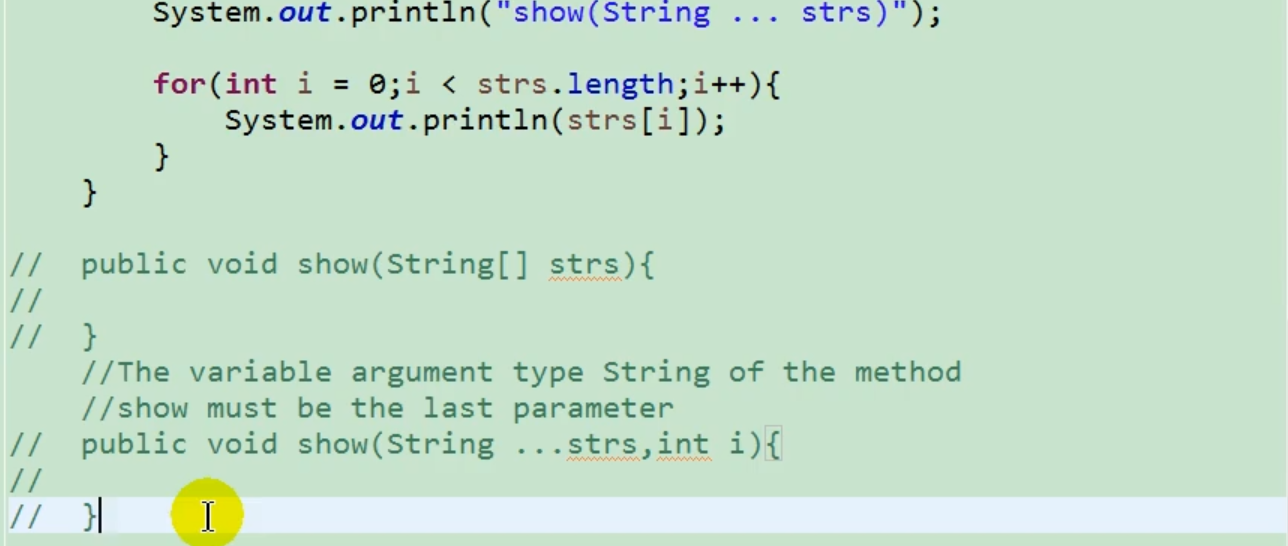 System.out.println("show(String ... strs)");
for(int i = 0;i < strs.length;i++){
System.out.println(strs[i]);
}
}
// public void show(String[] strs){
//
// }
//The variable argument type String of the method
//show must be the last parameter
// public void show(String ...strs,int i){
//
// }